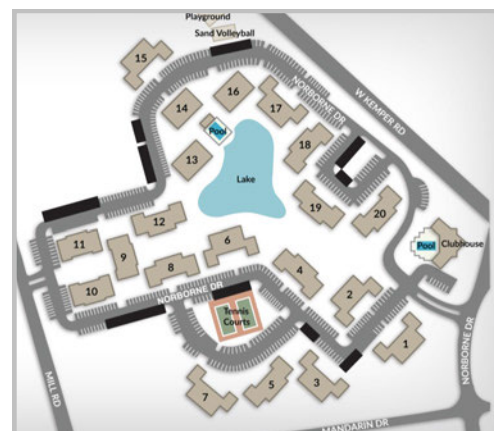 Playground
Sand Volleyball
15
16
NORBORNE DR
W KEMPER RD
14
17
Pool
18
13
Lake
19
20
12
11
6
Pool
Clubhouse
9
8
4
10
2
NORBORNE DR
Tennis
Courts
1
NORBORNE DR
MILL RD
7
5
3
MANDARIN DR